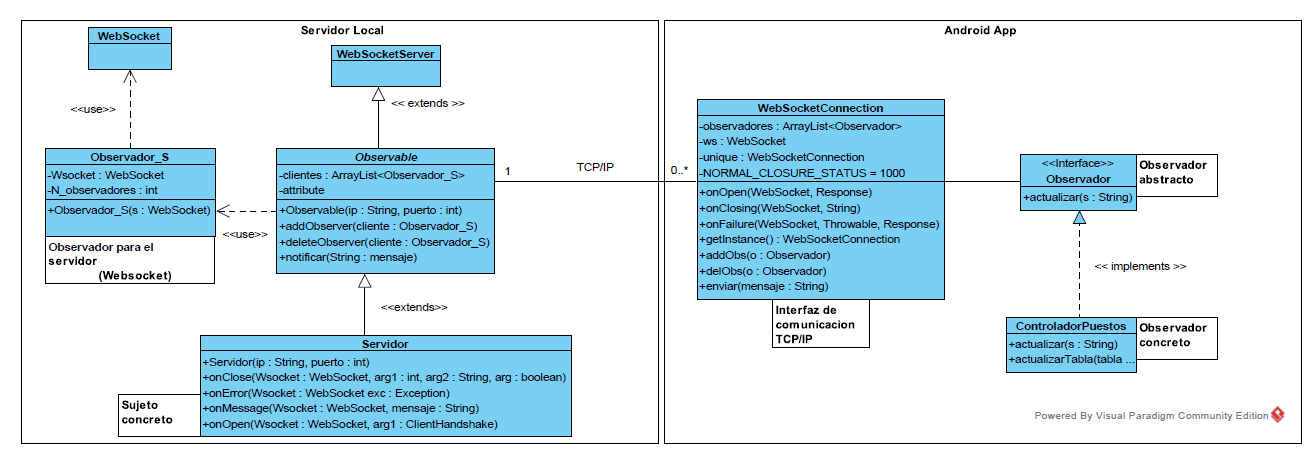 Servidor Local
WebSocket
WebSocketServer
<<use>>
<< extends >>
Observador_S
-Wsocket : WebSocket
-N_observadores : int
+Observador_S(s : WebSocket)
Observador para el
servidor
(Websocket)
<<use>>
Observable
-clientes : ArrayList<Observador_S>
-attribute
+Observable(ip : String, puerto : int)
+addObserver(cliente : Observador_S)
+deleteObserver(cliente : Observador_S)
+notificar(String : mensaje)
<<extends>>
Servidor
+Servidor(ip : String, puerto : int)
+onClose(Wsocket : WebSocket, arg1 : int, arg2 : String, arg : boolean)
+onError(Wsocket : WebSocket exc : Exception)
+onMessage(Wsocket : WebSocket, mensaje : String)
+onOpen(Wsocket : WebSocket, arg1 : ClientHandshake)
Sujeto
concreto
1
TCP/IP
0..*
Android App
WebSocketConnection
-observadores : ArrayList<Observador>
-ws : WebSocket
-unique : WebSocketConnection
-NORMAL_CLOSURE_STATUS = 1000
+onOpen(WebSocket, Response)
+onClosing(WebSocket, String)
+onFailure(WebSocket, Throwable, Response)
+getInstance() : WebSocketConnection
+addObs(o : Observador)
+delObs(o : Observador)
+enviar(mensaje : String)
Interfaz de
comunicacion
TCP/IP
<<Interface>>
Observador
+actualizar(s : String)
Observador
abstracto
<< implements >>
ControladorPuestos
+actualizar(s : String)
+actualizarTabla(tabla ...
Observador
concreto
Powered By Visual Paradigm Community Edition